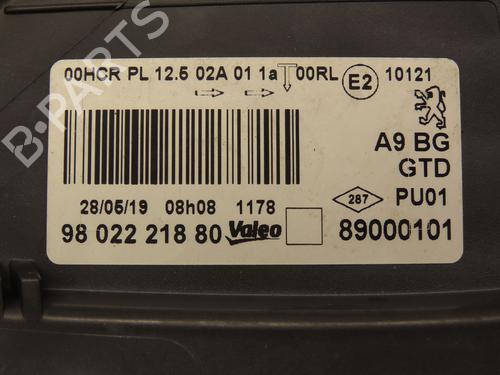 00HCR PL 12.5 02A 01 1a 00RL E2 10121
A9 BG
GTD
28/05/19 08h08 1178 287 PU01
98 022 218 80 Valeo 89000101
B-PARTS